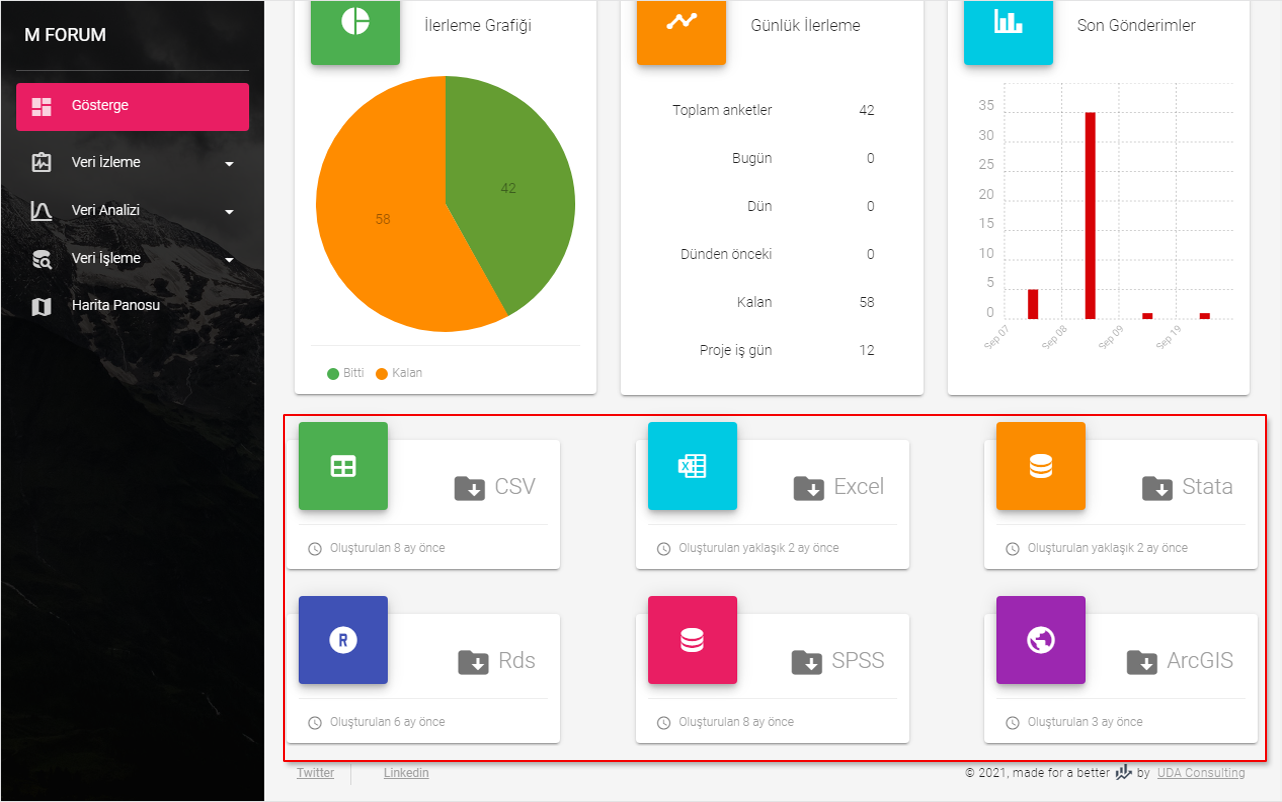 M FORUM
Gösterge
Veri İzleme
Veri Analizi
Veri İşleme
Harita Panosu
İlerleme Grafiği
42
58
Bitti
Kalan
Günlük İlerleme
Toplam anketler 42
Bugün 0
Dün 0
Dünden önceki 0
Kalan 58
Proje iş gün 12
Son Gönderimler
35
30
25
20
15
10
5
0
Sep 07
Sep 08
Sep 09
Sep 19
CSV
Oluşturulan 8 ay önce
Excel
Oluşturulan yaklaşık 2 ay önce
Stata
Oluşturulan yaklaşık 2 ay önce
R
Rds
Oluşturulan 6 ay önce
SPSS
Oluşturulan 8 ay önce
ArcGIS
Oluşturulan 3 ay önce
Twitter
Linkedin
© 2021, made for a better by UDA Consulting